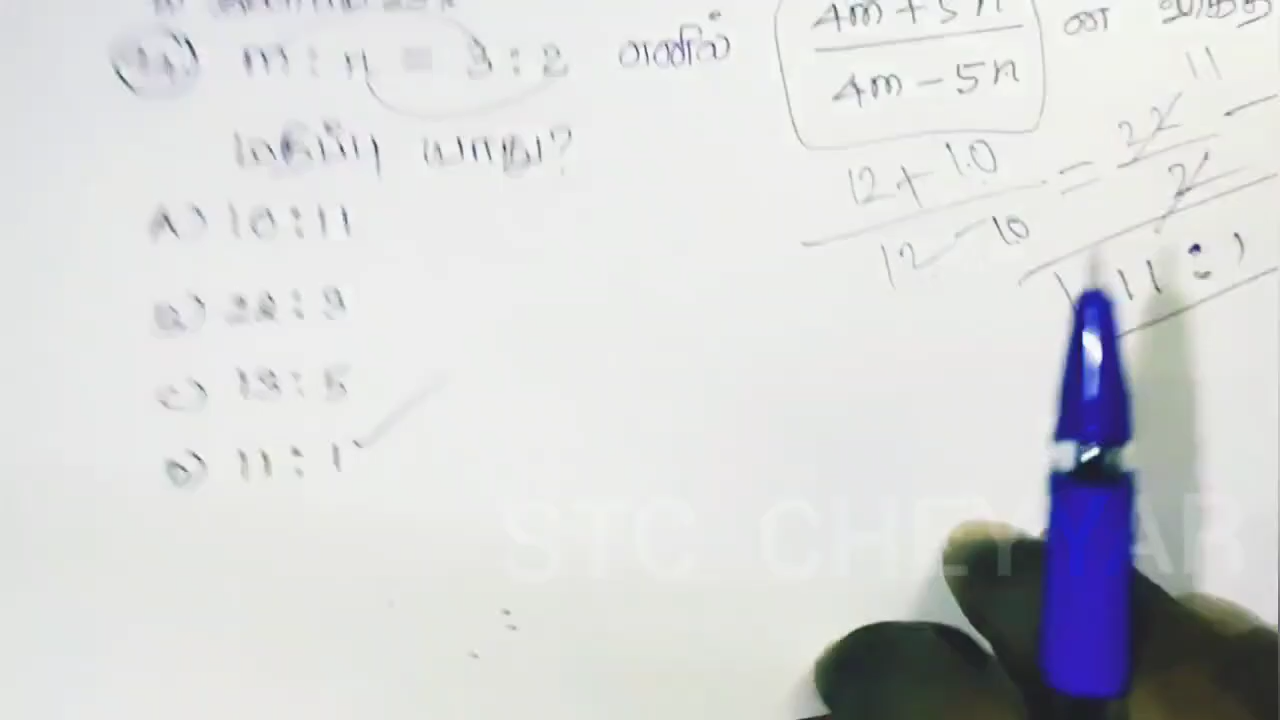 m : n = 3 : 2 எனில் 4m + 5n / 4m - 5n ன்
மதிப்பு யாது?
A) 10 : 11
B) 22 : 3
C) 13 : 5
D) 11 : 1 ✓
12 + 10 / 12 - 10 = 22 / 2
11
11 : 1
STC CHEYYAR